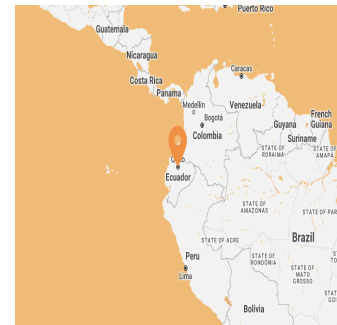 Puerto Rico
Guatemala
Nicaragua
Caracas
Costa Rica
Panama
Medellín
Venezuela
French
Guiana
Bogotá
Guyana
Suriname
Colombia
STATE OF
RORAIMA
STATE OF
AMAPÁ
Ecuador
STATE OF
AMAZONAS
STATE OF PAR
STATE OF ACRE
Brazil
Peru
STATE OF
RONDÔNIA
STATE OF
MATO
GROSSO
Lima
Bolivia